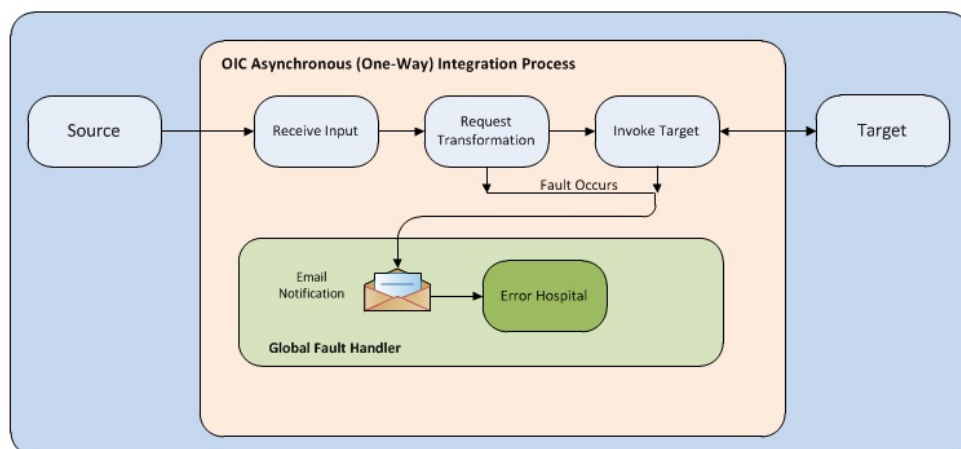 OIC Asynchronous (One-Way) Integration Process
Source
Receive Input
Request
Transformation
Invoke Target
Target
Fault Occurs
Email
Notification
Error Hospital
Global Fault Handler